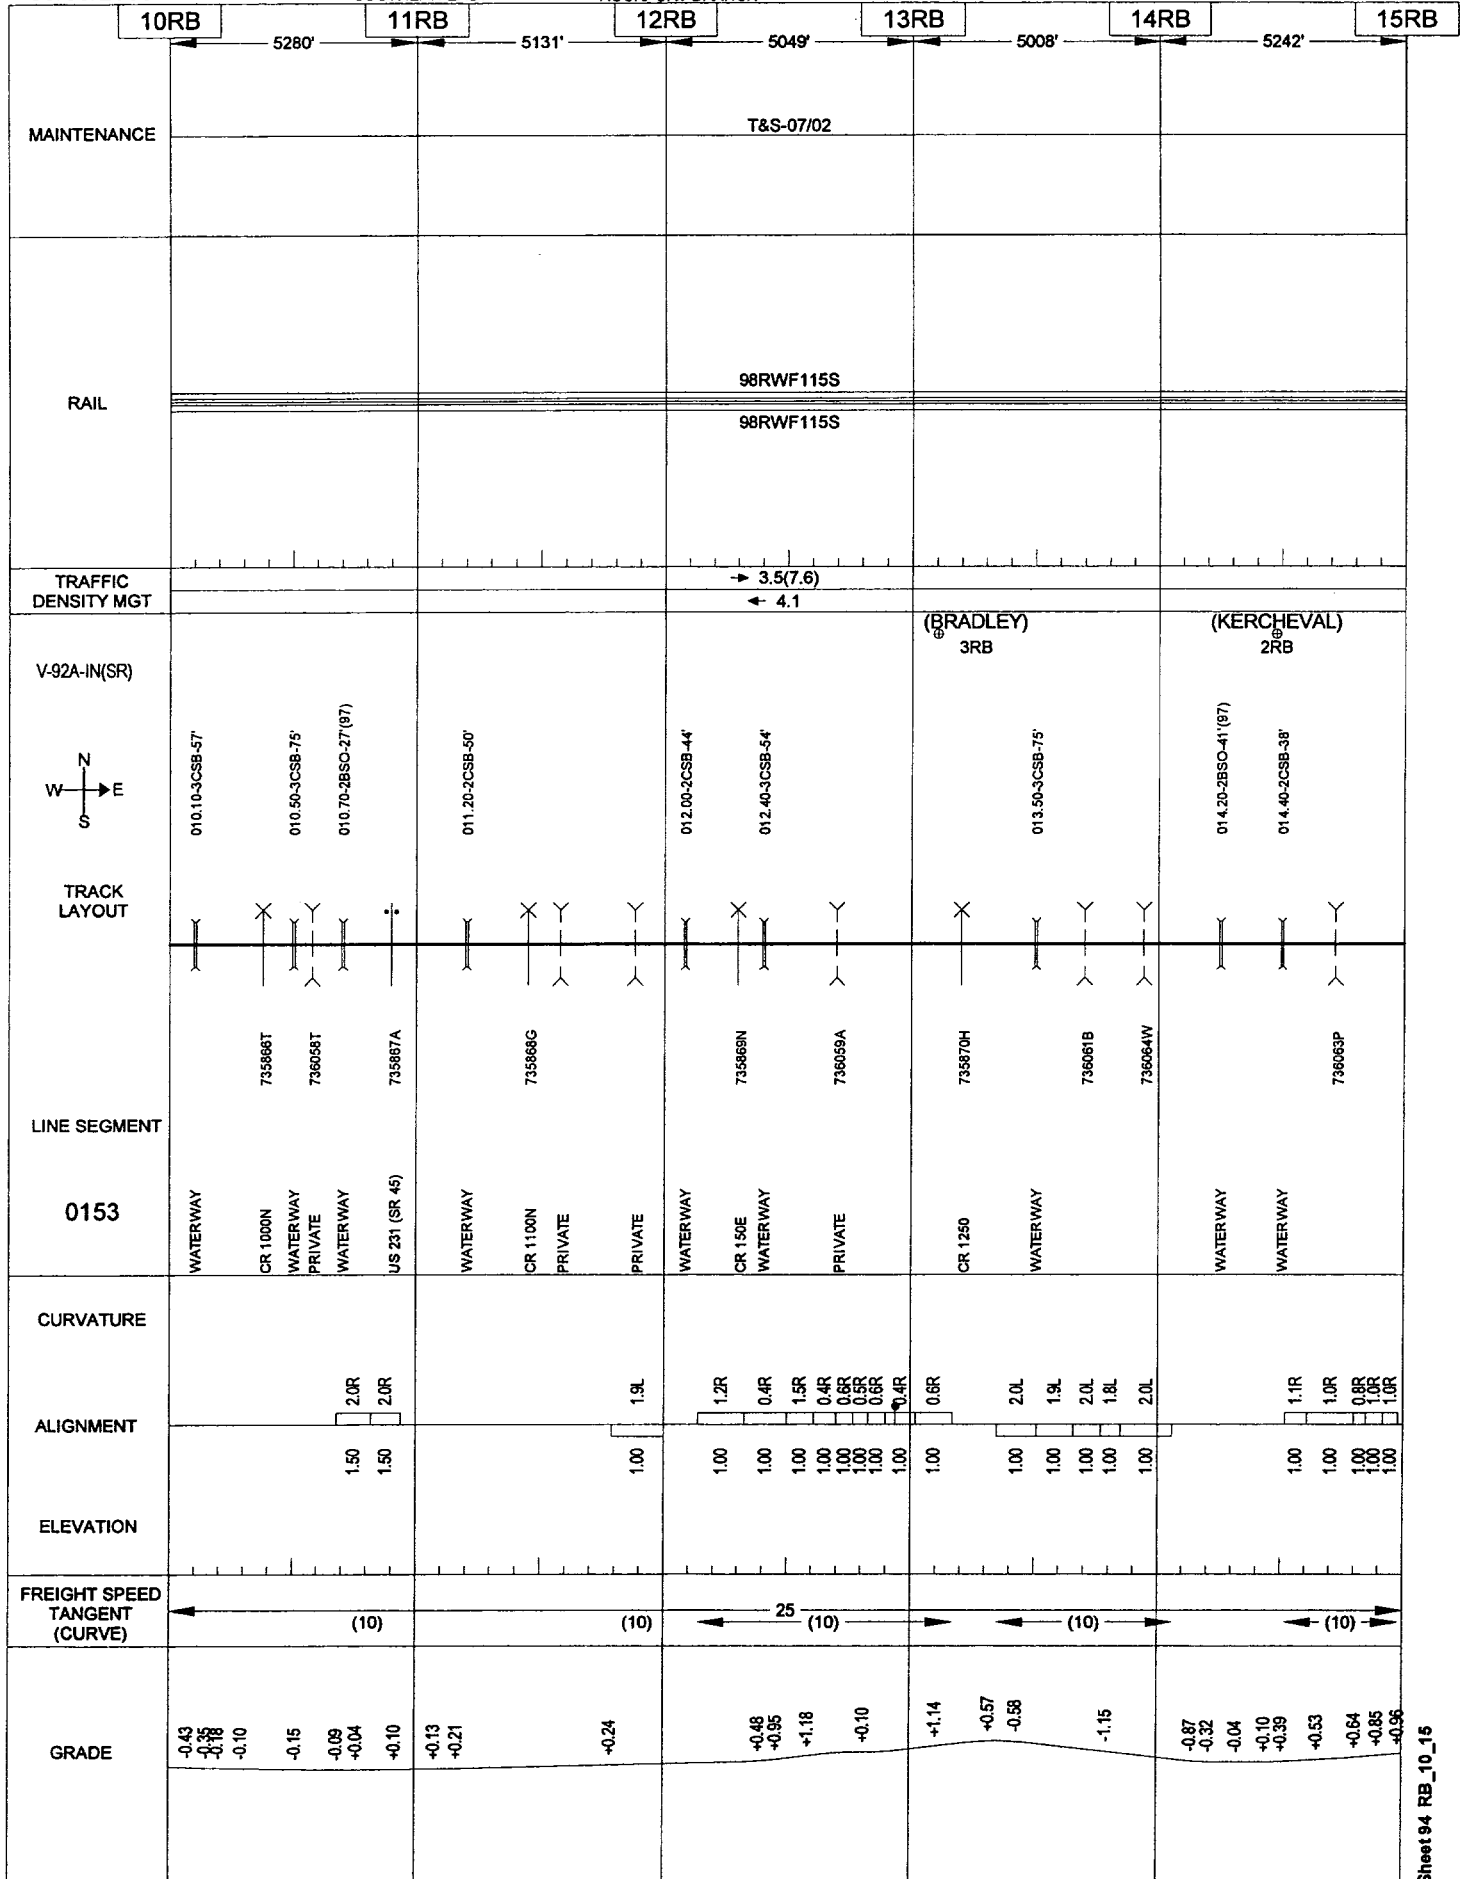 10RB 11RB 12RB 13RB 14RB 15RB
5280' 5131' 5049' 5008' 5242'
MAINTENANCE
T&S-07/02
RAIL
98RWF115S
98RWF115S
TRAFFIC
DENSITY MGT
→ 3.5(7.6)
← 4.1
V-92A-IN(SR)
(BRADLEY)
3RB
(KERCHEVAL)
2RB
N
W E
S
010.10-3CSB-57'
010.50-3CSB-75'
010.70-2BSO-27'(97)
011.20-2CSB-50'
012.00-2CSB-44'
012.40-3CSB-54'
013.50-3CSB-75'
014.20-2BSO-41'(97)
014.40-2CSB-38'
TRACK
LAYOUT
735866T
736058T
735867A
735868G
735869N
736059A
735870H
736061B
736064W
736063P
LINE SEGMENT
0153
WATERWAY
CR 1000N
WATERWAY
PRIVATE
WATERWAY
US 231 (SR 45)
WATERWAY
CR 1100N
PRIVATE
PRIVATE
WATERWAY
CR 150E
WATERWAY
PRIVATE
CR 1250
WATERWAY
WATERWAY
WATERWAY
CURVATURE
2.0R 2.0R 1.9L 1.2R 0.4R 1.5R 0.4R 0.6R 0.5R 0.6R 0.4R 0.6R 2.0L 1.9L 2.0L 1.8L 2.0L 1.1R 1.0R 0.8R 1.0R 1.0R
ALIGNMENT
1.50 1.50 1.00 1.00 1.00 1.00 1.00 1.00 1.00 1.00 1.00 1.00 1.00 1.00 1.00 1.00 1.00 1.00 1.00 1.00 1.00 1.00
ELEVATION
FREIGHT SPEED
TANGENT
(CURVE)
25
(10) (10) (10) (10) (10)
GRADE
-0.43 -0.35 -0.18 -0.10 -0.15 -0.09 +0.04 +0.10 +0.13 +0.21 +0.24 +0.48 +0.95 +1.18 +0.10 +1.14 +0.57 -0.58 -1.15 -0.87 -0.32 -0.04 +0.10 +0.39 +0.53 +0.64 +0.85 +0.96
Sheet 94 RB_10_15